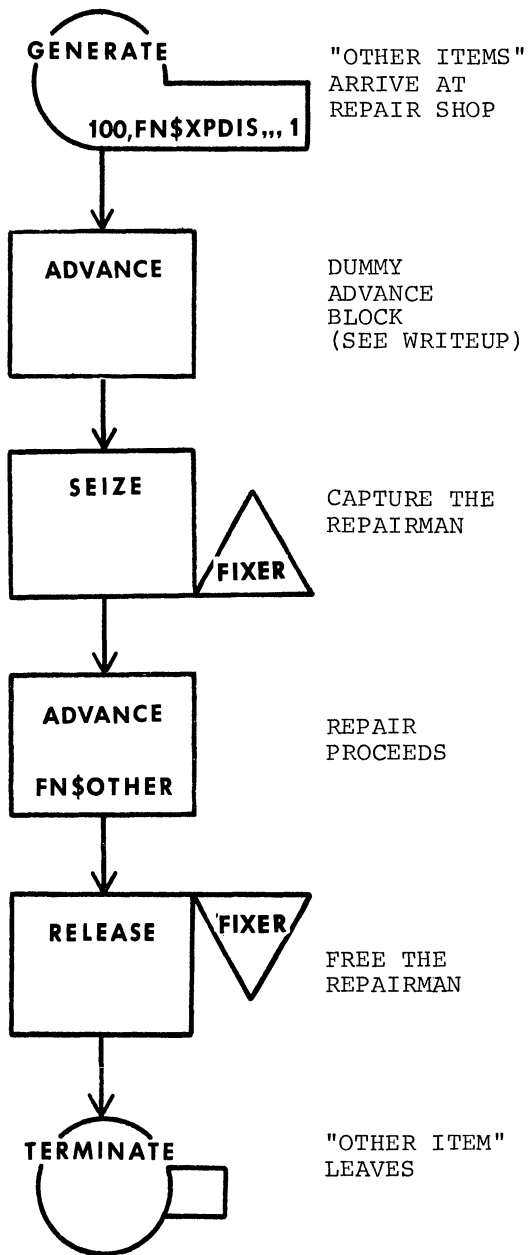 GENERATE
"OTHER ITEMS"
ARRIVE AT
REPAIR SHOP
100,FN$XPDIS,,, 1
ADVANCE
DUMMY
ADVANCE
BLOCK
(SEE WRITEUP)
SEIZE
CAPTURE THE
REPAIRMAN
FIXER
ADVANCE
FN$OTHER
REPAIR
PROCEEDS
RELEASE
FIXER
FREE THE
REPAIRMAN
TERMINATE
"OTHER ITEM"
LEAVES